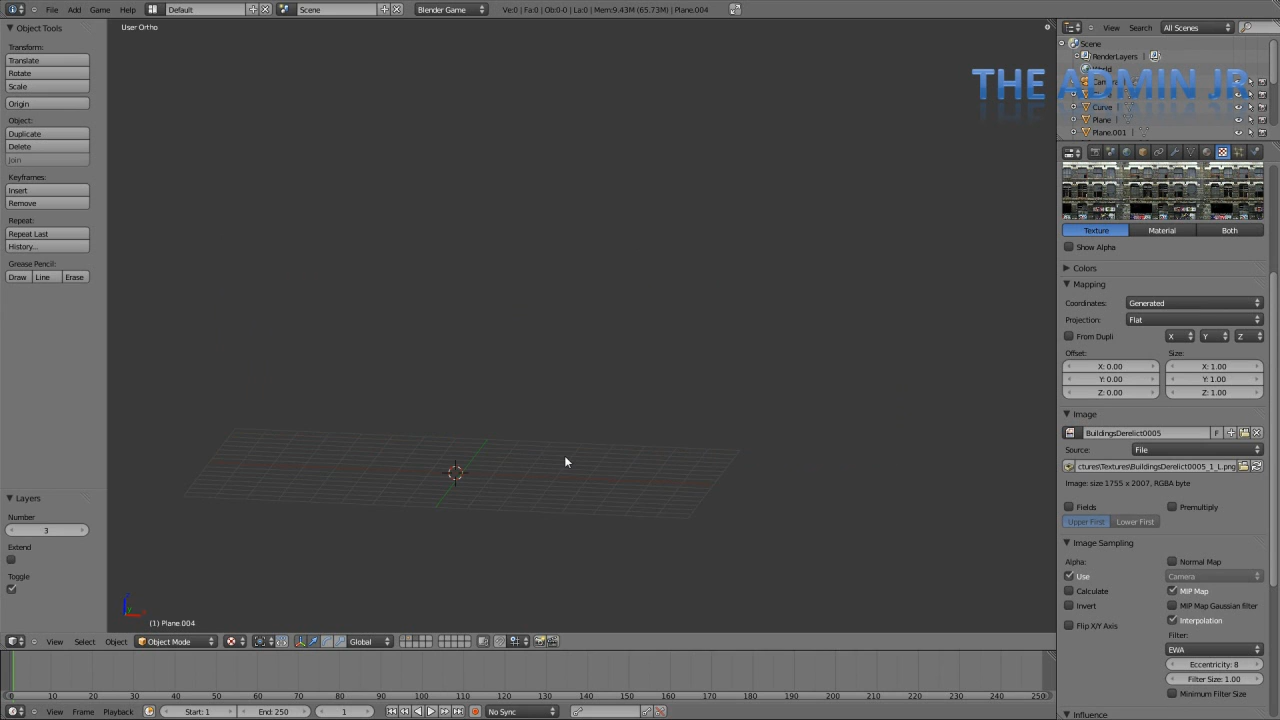 File Add Game Help Default Scene Blender Game Ve:0 | Fa:0 | Ob:0-0 | La:0 | Mem:9.43M (65.73M) | Plane.004
Object Tools
User Ortho
View Search All Scenes
Transform:
Translate
Rotate
Scale
Origin
Object:
Duplicate
Delete
Join
Keyframes:
Insert
Remove
Repeat:
Repeat Last
History...
Grease Pencil:
Draw Line Erase
Layers
Number
3
Extend
Toggle
(1) Plane.004
View Select Object Object Mode Global
0 10 20 30 40 50 60 70 80 90 100 110 120 130 140 150 160 170 180 190 200 210 220 230 240 250
View Frame Playback Start: 1 End: 250 1 No Sync
Scene
RenderLayers
THE ADMIN JR
Curve
Plane
Plane.001
Texture Material Both
Show Alpha
Colors
Mapping
Coordinates: Generated
Projection: Flat
From Dupli X Y Z
Offset: Size:
X: 0.00 X: 1.00
Y: 0.00 Y: 1.00
Z: 0.00 Z: 1.00
Image
BuildingsDerelict0005 F
Source: File
ctures\Textures\BuildingsDerelict0005_1_L.png
Image: size 1755 x 2007, RGBA byte
Fields Premultiply
Upper First Lower First
Image Sampling
Alpha: Normal Map
Use Camera
Calculate MIP Map
Invert MIP Map Gaussian filter
Interpolation
Flip X/Y Axis
Filter:
EWA
Eccentricity: 8
Filter Size: 1.00
Minimum Filter Size
Influence